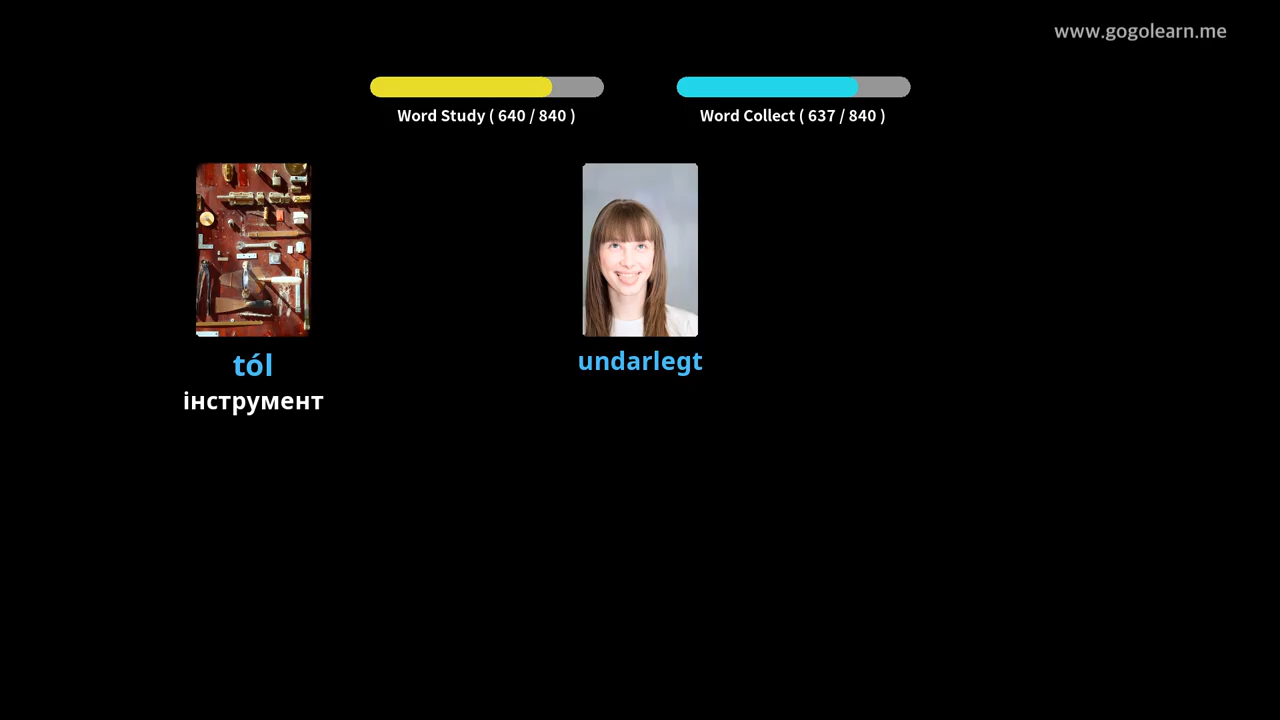 www.gogolearn.me
Word Study ( 640 / 840 )
Word Collect ( 637 / 840 )
tól
інструмент
undarlegt